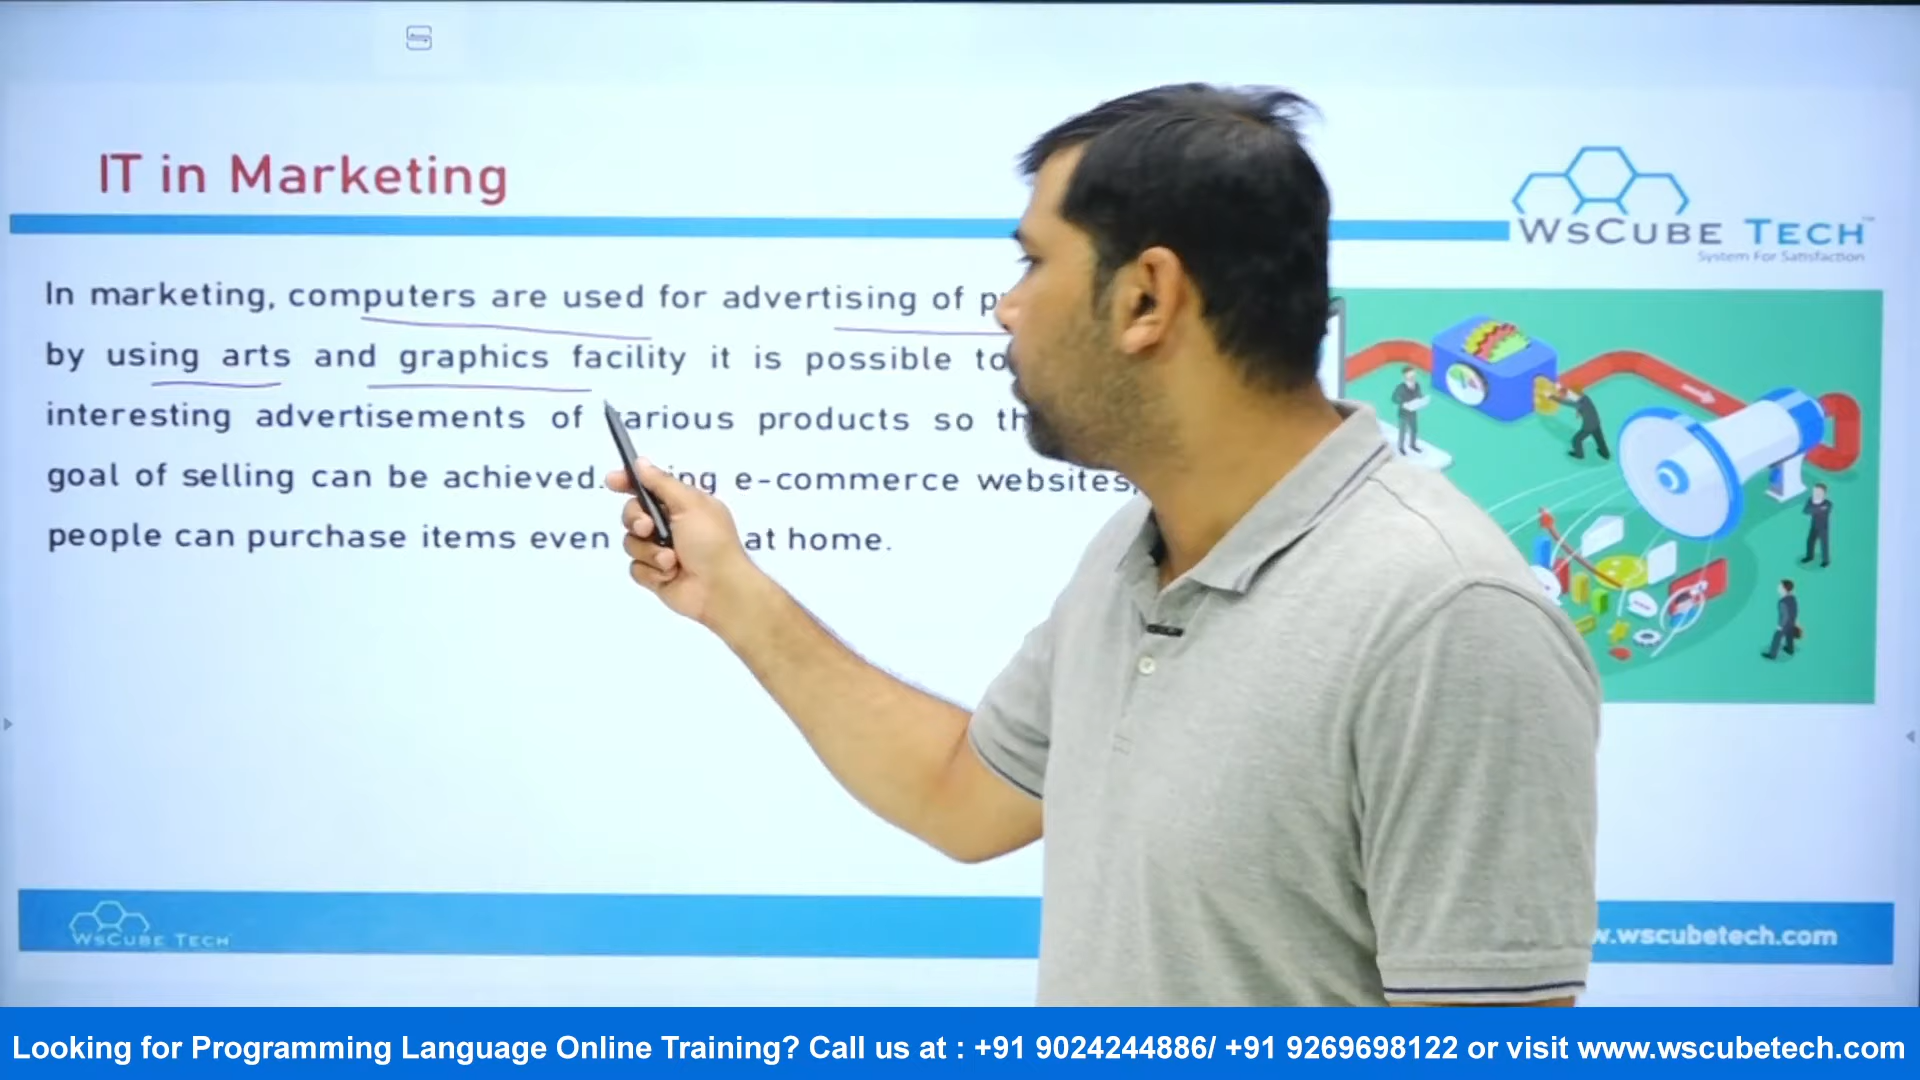 IT in Marketing
WsCube Tech
System For Satisfaction
In marketing, computers are used for advertising of
by using arts and graphics facility it is possible to
interesting advertisements of various products so
goal of selling can be achieved. e-commerce websites,
people can purchase items even at home.
WsCube Tech
w.wscubetech.com
Looking for Programming Language Online Training? Call us at : +91 9024244886/ +91 9269698122 or visit www.wscubetech.com